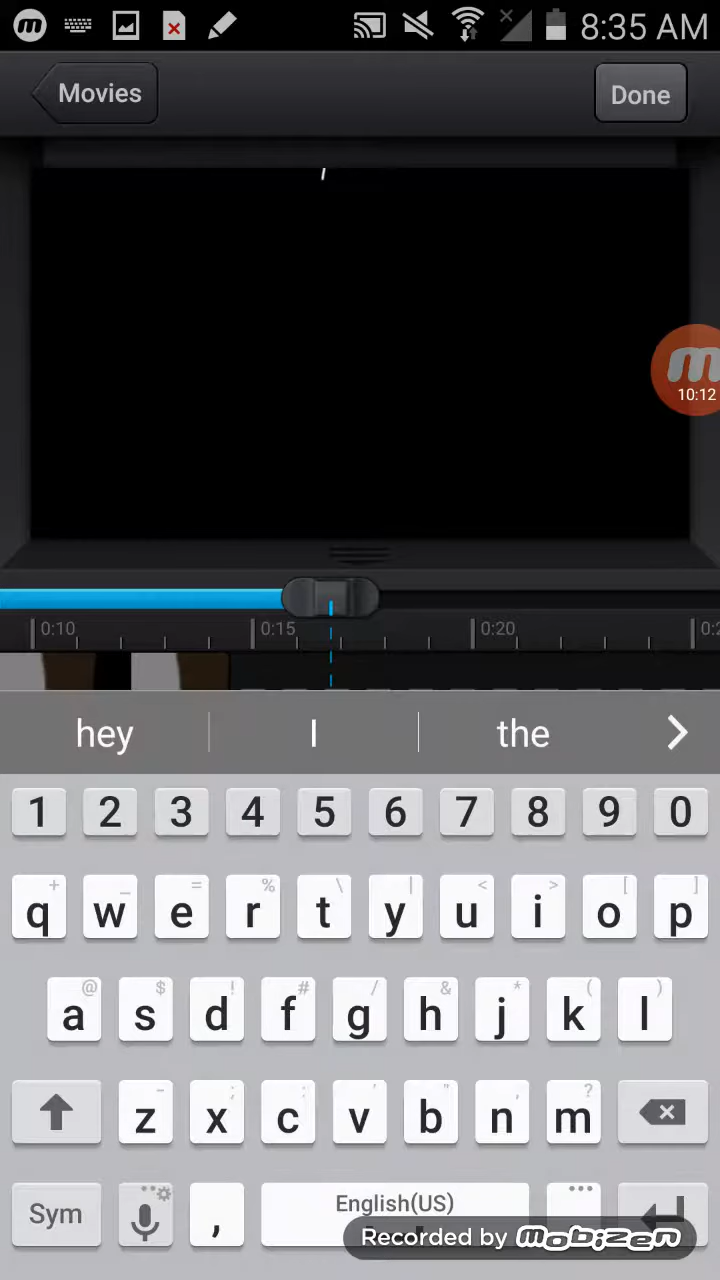 8:35 AM
Movies
Done
10:12
0:10 0:15 0:20
hey I the
1 2 3 4 5 6 7 8 9 0
+ _ = % \ | < > [ ]
q w e r t y u i o p
@ $ ! # / & * ( )
a s d f g h j k l
- ; : ' " , ?
z x c v b n m
Sym , English(US)
Recorded by mobizen